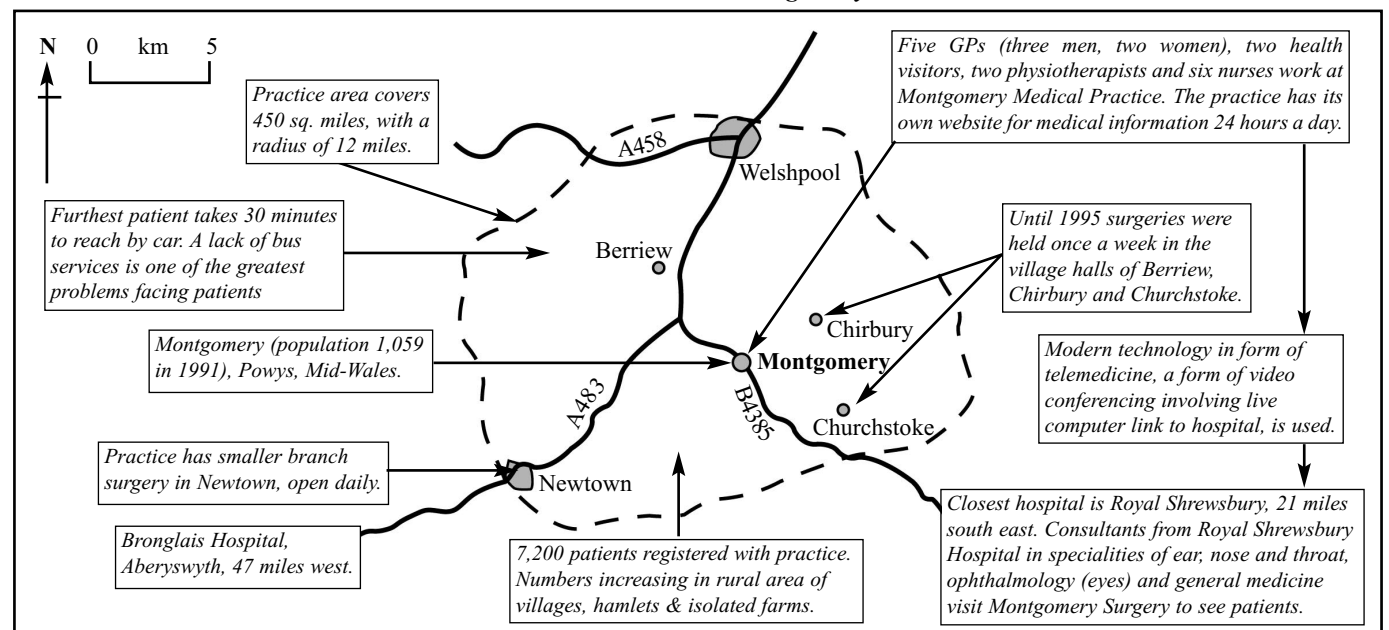 N
0 km 5
Practice area covers
450 sq. miles, with a
radius of 12 miles.
Five GPs (three men, two women), two health
visitors, two physiotherapists and six nurses work at
Montgomery Medical Practice. The practice has its
own website for medical information 24 hours a day.
A458
Welshpool
Furthest patient takes 30 minutes
to reach by car. A lack of bus
services is one of the greatest
problems facing patients
Berriew
Until 1995 surgeries were
held once a week in the
village halls of Berriew,
Chirbury and Churchstoke.
Chirbury
Montgomery (population 1,059
in 1991), Powys, Mid-Wales.
Montgomery
Modern technology in form of
telemedicine, a form of video
conferencing involving live
computer link to hospital, is used.
A483
B4385
Churchstoke
Practice has smaller branch
surgery in Newtown, open daily.
Newtown
Bronglais Hospital,
Aberyswyth, 47 miles west.
7,200 patients registered with practice.
Numbers increasing in rural area of
villages, hamlets & isolated farms.
Closest hospital is Royal Shrewsbury, 21 miles
south east. Consultants from Royal Shrewsbury
Hospital in specialities of ear, nose and throat,
ophthalmology (eyes) and general medicine
visit Montgomery Surgery to see patients.